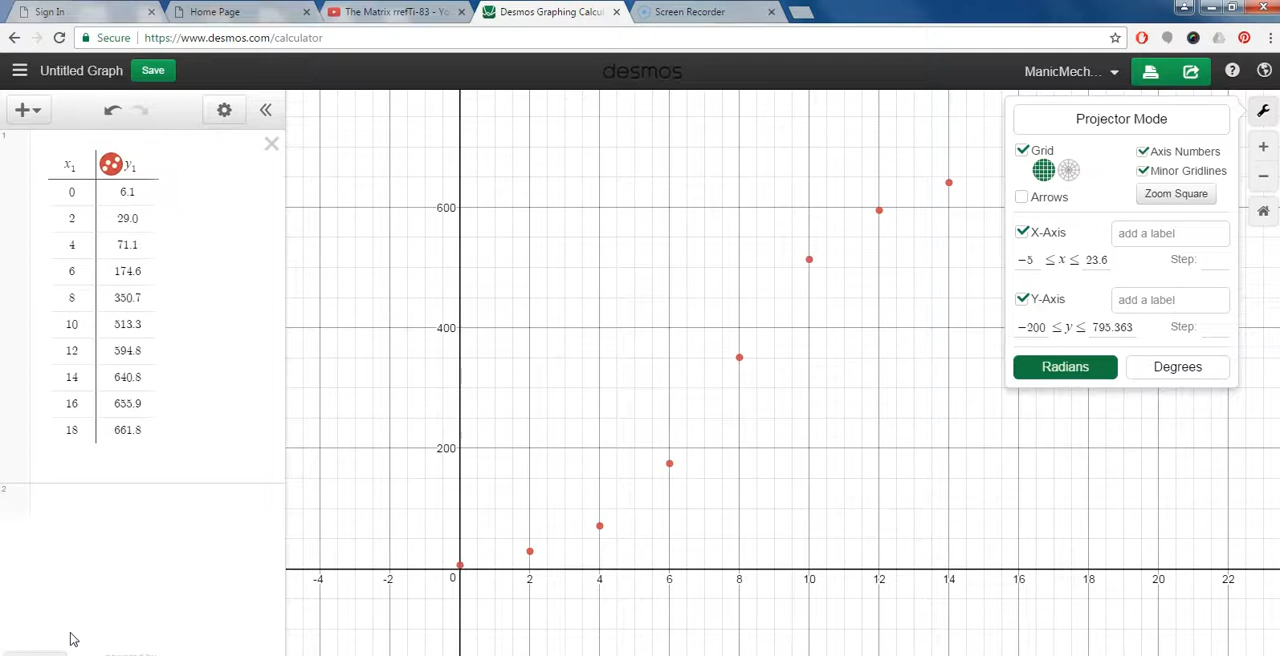 Sign In
Home Page
The Matrix rrefTi-83 - Yo
Desmos Graphing Calcu
Screen Recorder
Secure | https://www.desmos.com/calculator
Untitled Graph Save desmos ManicMech...
Projector Mode
Grid Axis Numbers
Minor Gridlines
Arrows Zoom Square
X-Axis add a label
−5 ≤ x ≤ 23.6 Step:
Y-Axis add a label
−200 ≤ y ≤ 795.363 Step:
Radians Degrees
1
x₁ y₁
0 6.1
2 29.0
4 71.1
6 174.6
8 350.7
10 513.3
12 594.8
14 640.8
16 655.9
18 661.8
2
600
400
200
-4 -2 0 2 4 6 8 10 12 14 16 18 20 22